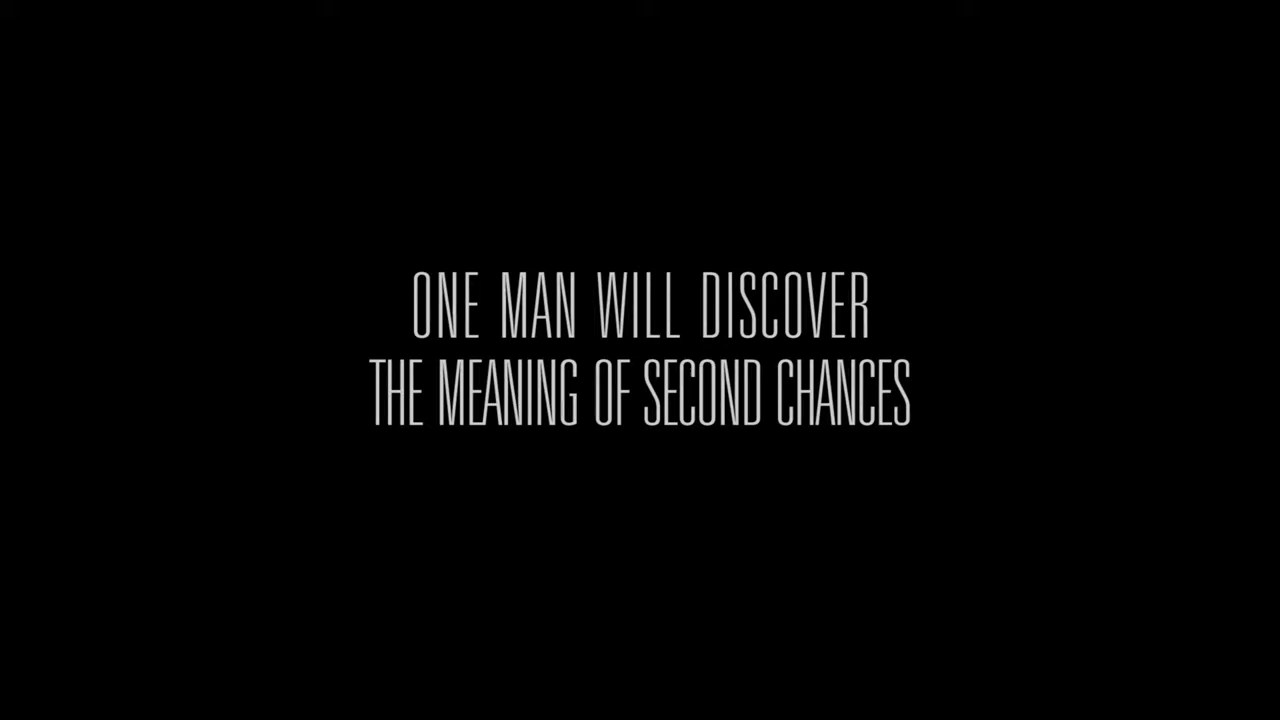 ONE MAN WILL DISCOVER
THE MEANING OF SECOND CHANCES